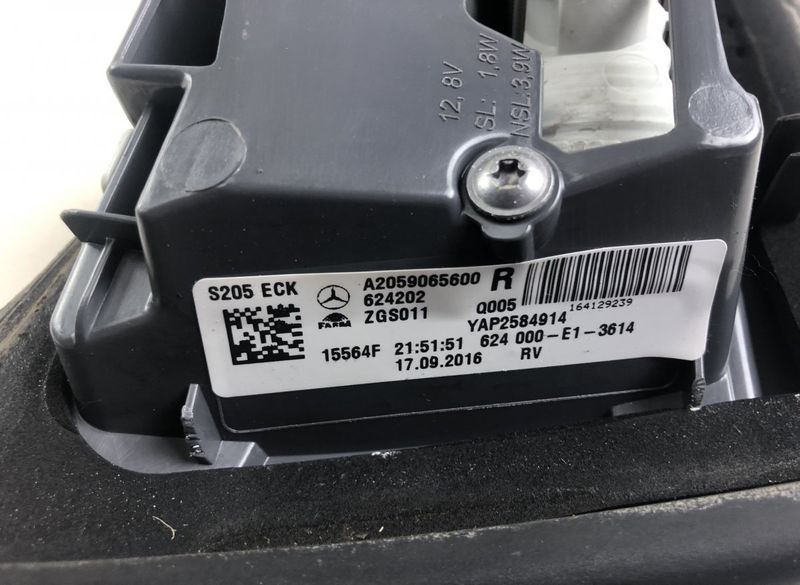 12,8V
SL: 1,8W
NSL:3,9W
S205 ECK
A2059065600 R
624202
ZGS011
FARBA
Q005
164129239
YAP2584914
15564F 21:51:51 624 000-E1-3614
17.09.2016 RV